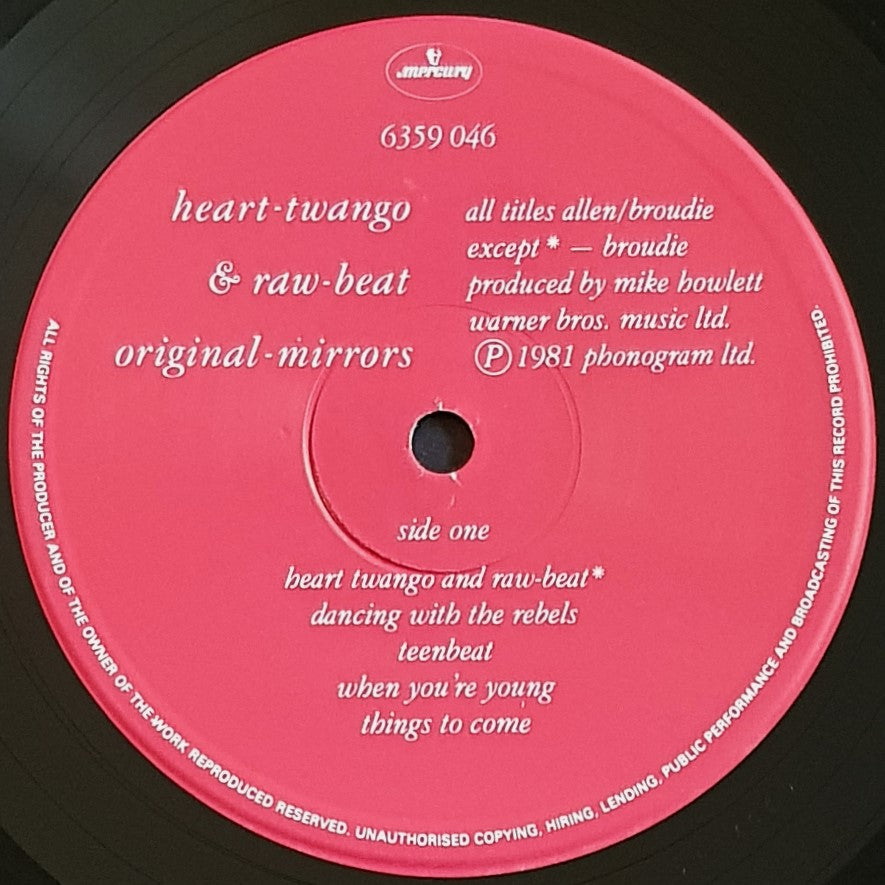 mercury
6359 046
heart-twango
& raw-beat
original-mirrors
all titles allen/broudie
except * — broudie
produced by mike howlett
warner bros. music ltd.
℗ 1981 phonogram ltd.
side one
heart twango and raw-beat*
dancing with the rebels
teenbeat
when you're young
things to come
ALL RIGHTS OF THE PRODUCER AND OF THE OWNER OF THE WORK REPRODUCED RESERVED. UNAUTHORISED COPYING, HIRING, LENDING, PUBLIC PERFORMANCE AND BROADCASTING OF THIS RECORD PROHIBITED.